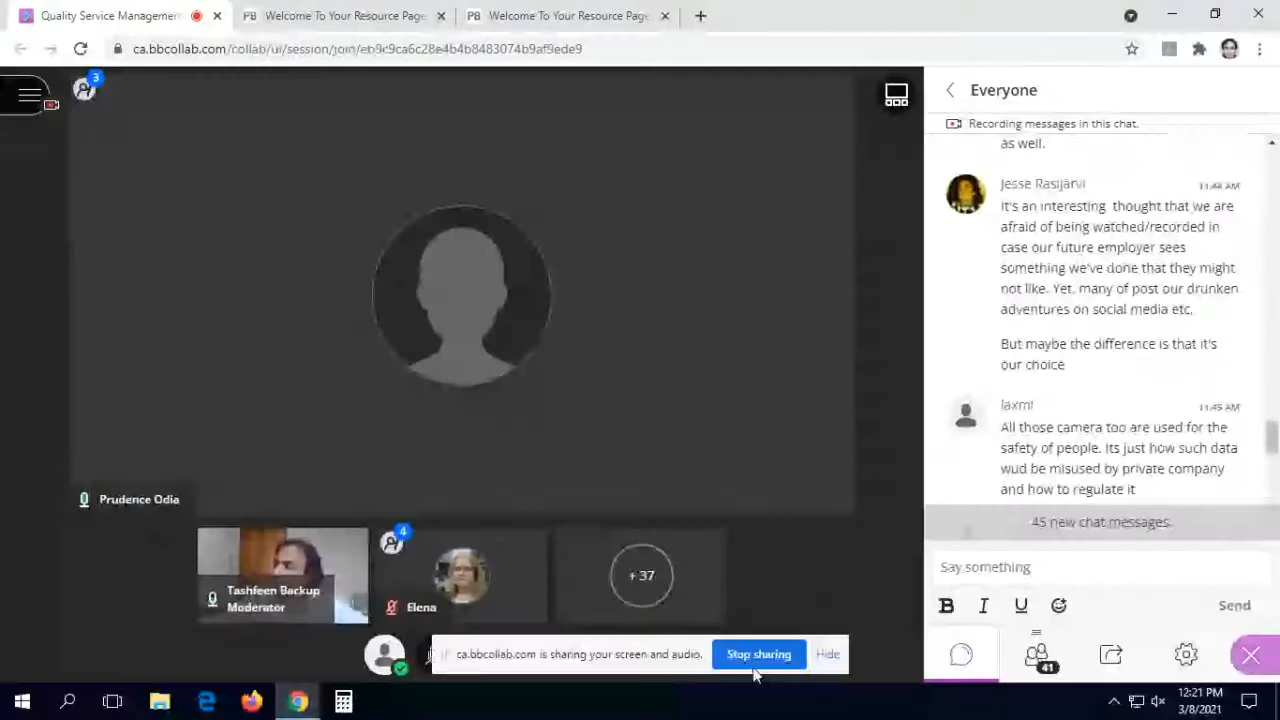 Quality Service Managemen
Welcome To Your Resource Page
Welcome To Your Resource Page
ca.bbcollab.com/collab/ui/session/join/eb9c9ca6c28e4b4b8483074b9af9ede9
3
Everyone
Recording messages in this chat.
as well.
Jesse Rasijärvi
11:44 AM
It's an interesting thought that we are
afraid of being watched/recorded in
case our future employer sees
something we've done that they might
not like. Yet, many of post our drunken
adventures on social media etc.
But maybe the difference is that it's
our choice
laxmi
11:45 AM
All those camera too are used for the
safety of people. Its just how such data
wud be misused by private company
and how to regulate it
45 new chat messages.
Prudence Odia
Tashfeen Backup
Moderator
4
Elena
+ 37
Say something
B I U
Send
ca.bbcollab.com is sharing your screen and audio.
Stop sharing
Hide
41
12:21 PM
3/8/2021